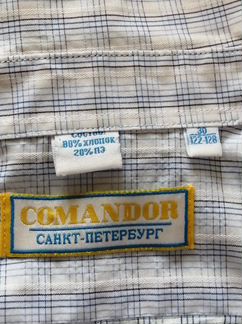 СОСТАВ
80% ХЛОПОК
20% ПЭ
30
122-128
COMANDOR
САНКТ-ПЕТЕРБУРГ